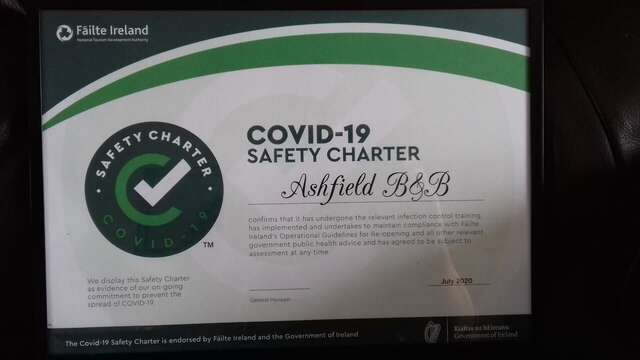 Fáilte Ireland
National Tourism Development Authority
SAFETY CHARTER
COVID-19
TM
COVID-19
SAFETY CHARTER
Ashfield B&B
confirms that it has undergone the relevant infection control training,
has implemented and undertakes to maintain compliance with Fáilte
Ireland's Operational Guidelines for Re-opening and all other relevant
government public health advice and has agreed to be subject to
assessment at any time.
We display this Safety Charter
as evidence of our on-going
commitment to prevent the
spread of COVID-19.
General Manager
July 2020
The Covid-19 Safety Charter is endorsed by Fáilte Ireland and the Government of Ireland
Rialtas na hÉireann
Government of Ireland